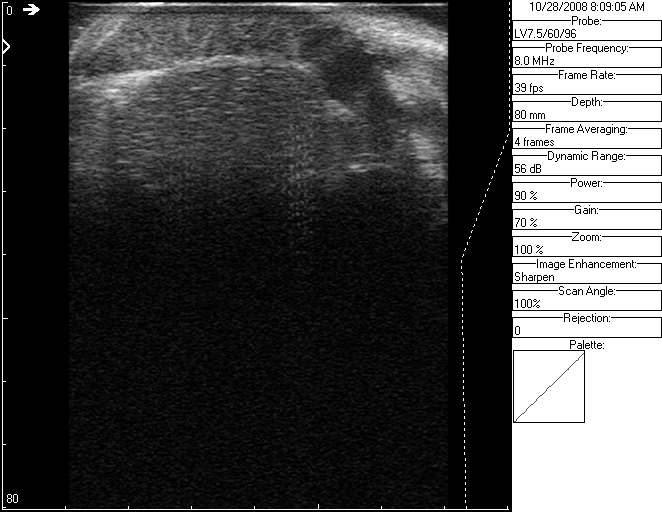 0
80
10/28/2008 8:09:05 AM
Probe:
LV7.5/60/96
Probe Frequency:
8.0 MHz
Frame Rate:
39 fps
Depth:
80 mm
Frame Averaging:
4 frames
Dynamic Range:
56 dB
Power:
90 %
Gain:
70 %
Zoom:
100 %
Image Enhancement:
Sharpen
Scan Angle:
100%
Rejection:
0
Palette: